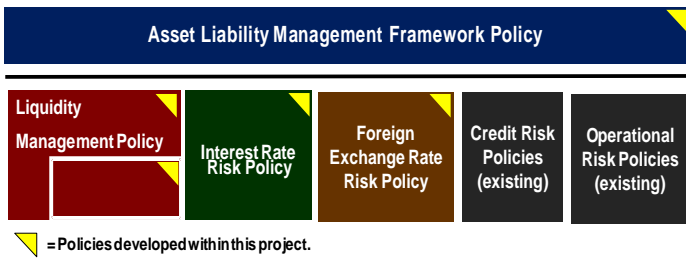 Asset Liability Management Framework Policy
Liquidity
Management Policy
Interest Rate
Risk Policy
Foreign
Exchange Rate
Risk Policy
Credit Risk
Policies
(existing)
Operational
Risk Policies
(existing)
= Policies developed within this project.